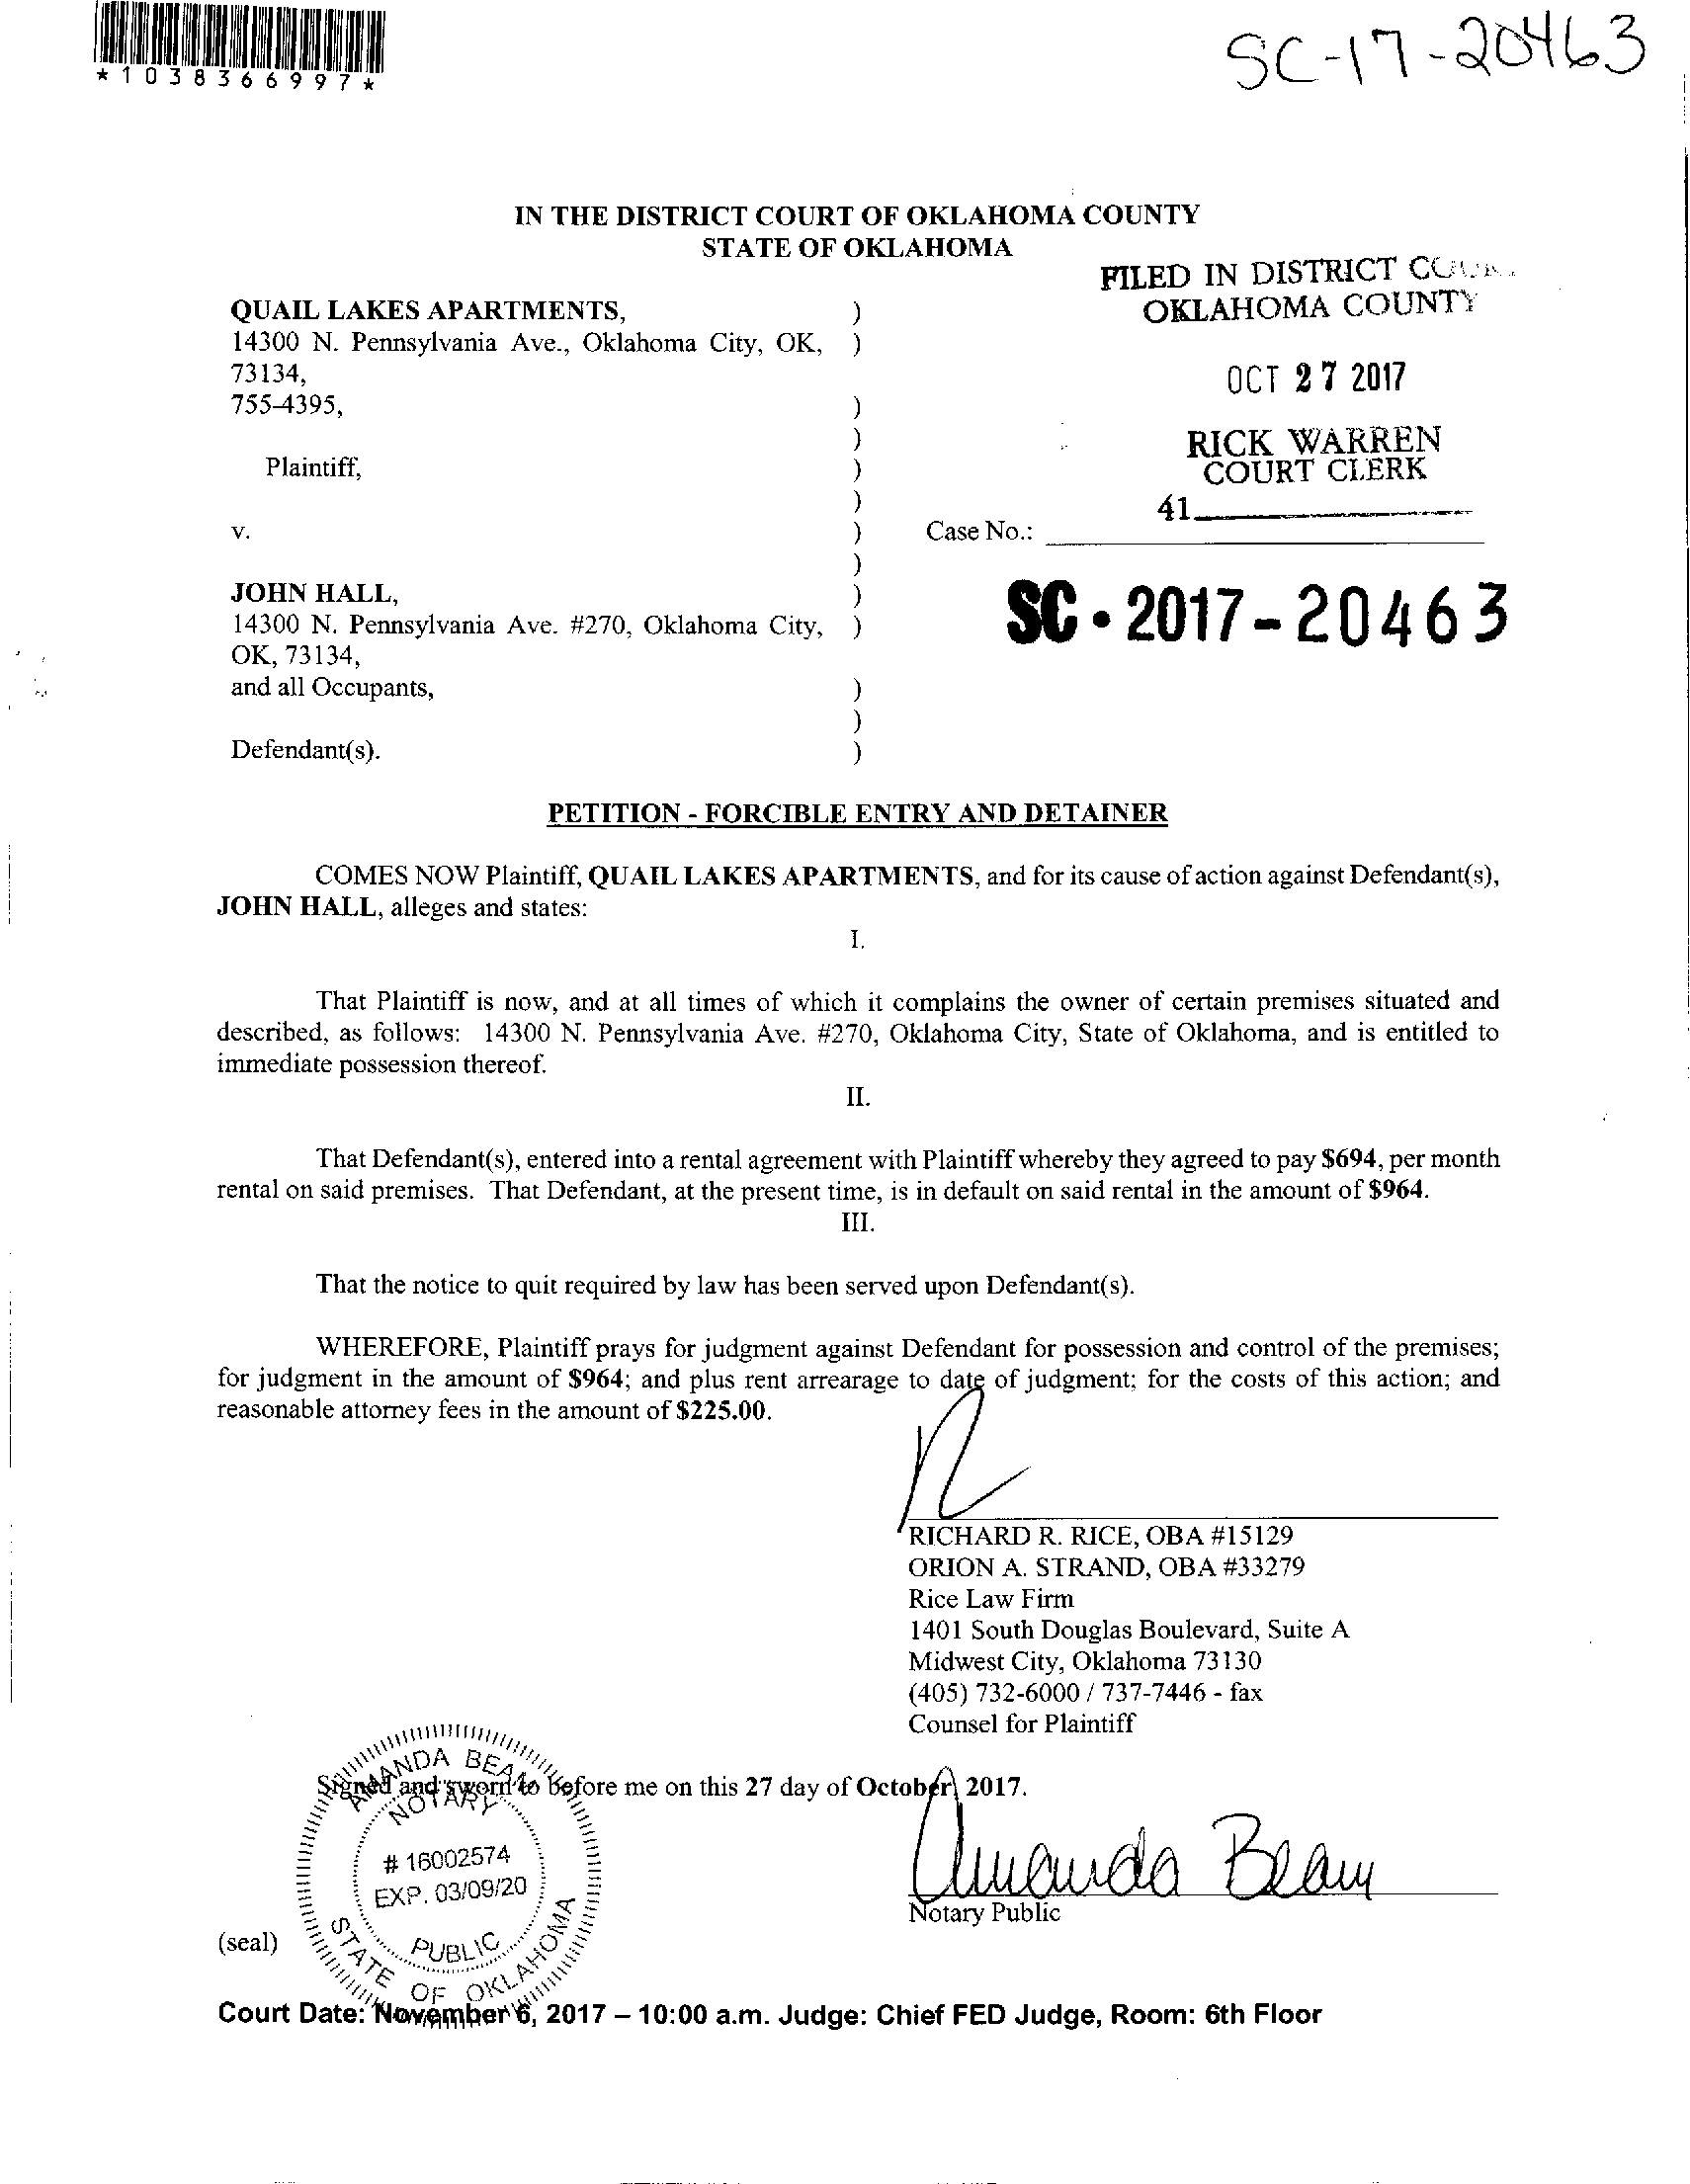 *1038366997*
SC-17-20463
IN THE DISTRICT COURT OF OKLAHOMA COUNTY
STATE OF OKLAHOMA
FILED IN DISTRICT
OKLAHOMA COUNTY
OCT 27 2017
RICK WARREN
COURT CLERK
41
QUAIL LAKES APARTMENTS, )
14300 N. Pennsylvania Ave., Oklahoma City, OK, )
73134,
755-4395, )
)
Plaintiff, )
)
v. ) Case No.:
)
JOHN HALL, )
14300 N. Pennsylvania Ave. #270, Oklahoma City, )
OK, 73134,
and all Occupants, )
)
Defendant(s). )
SC • 2017-20463
PETITION - FORCIBLE ENTRY AND DETAINER
COMES NOW Plaintiff, QUAIL LAKES APARTMENTS, and for its cause of action against Defendant(s),
JOHN HALL, alleges and states:
I.
That Plaintiff is now, and at all times of which it complains the owner of certain premises situated and
described, as follows: 14300 N. Pennsylvania Ave. #270, Oklahoma City, State of Oklahoma, and is entitled to
immediate possession thereof.
II.
That Defendant(s), entered into a rental agreement with Plaintiff whereby they agreed to pay $694, per month
rental on said premises. That Defendant, at the present time, is in default on said rental in the amount of $964.
III.
That the notice to quit required by law has been served upon Defendant(s).
WHEREFORE, Plaintiff prays for judgment against Defendant for possession and control of the premises;
for judgment in the amount of $964; and plus rent arrearage to date of judgment; for the costs of this action; and
reasonable attorney fees in the amount of $225.00.
RICHARD R. RICE, OBA #15129
ORION A. STRAND, OBA #33279
Rice Law Firm
1401 South Douglas Boulevard, Suite A
Midwest City, Oklahoma 73130
(405) 732-6000 / 737-7446 - fax
Counsel for Plaintiff
Signed and sworn to before me on this 27 day of October, 2017.
Amanda Beam
Notary Public
(seal)
AMANDA BEAM
NOTARY
# 16002574
EXP. 03/09/20
PUBLIC
STATE OF OKLAHOMA
Court Date: November 6, 2017 – 10:00 a.m. Judge: Chief FED Judge, Room: 6th Floor